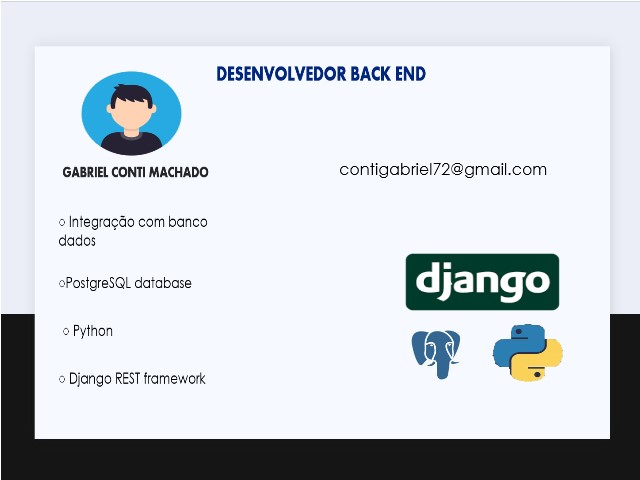 DESENVOLVEDOR BACK END
GABRIEL CONTI MACHADO
contigabriel72@gmail.com
○ Integração com banco
dados
○PostgreSQL database
○ Python
○ Django REST framework
django